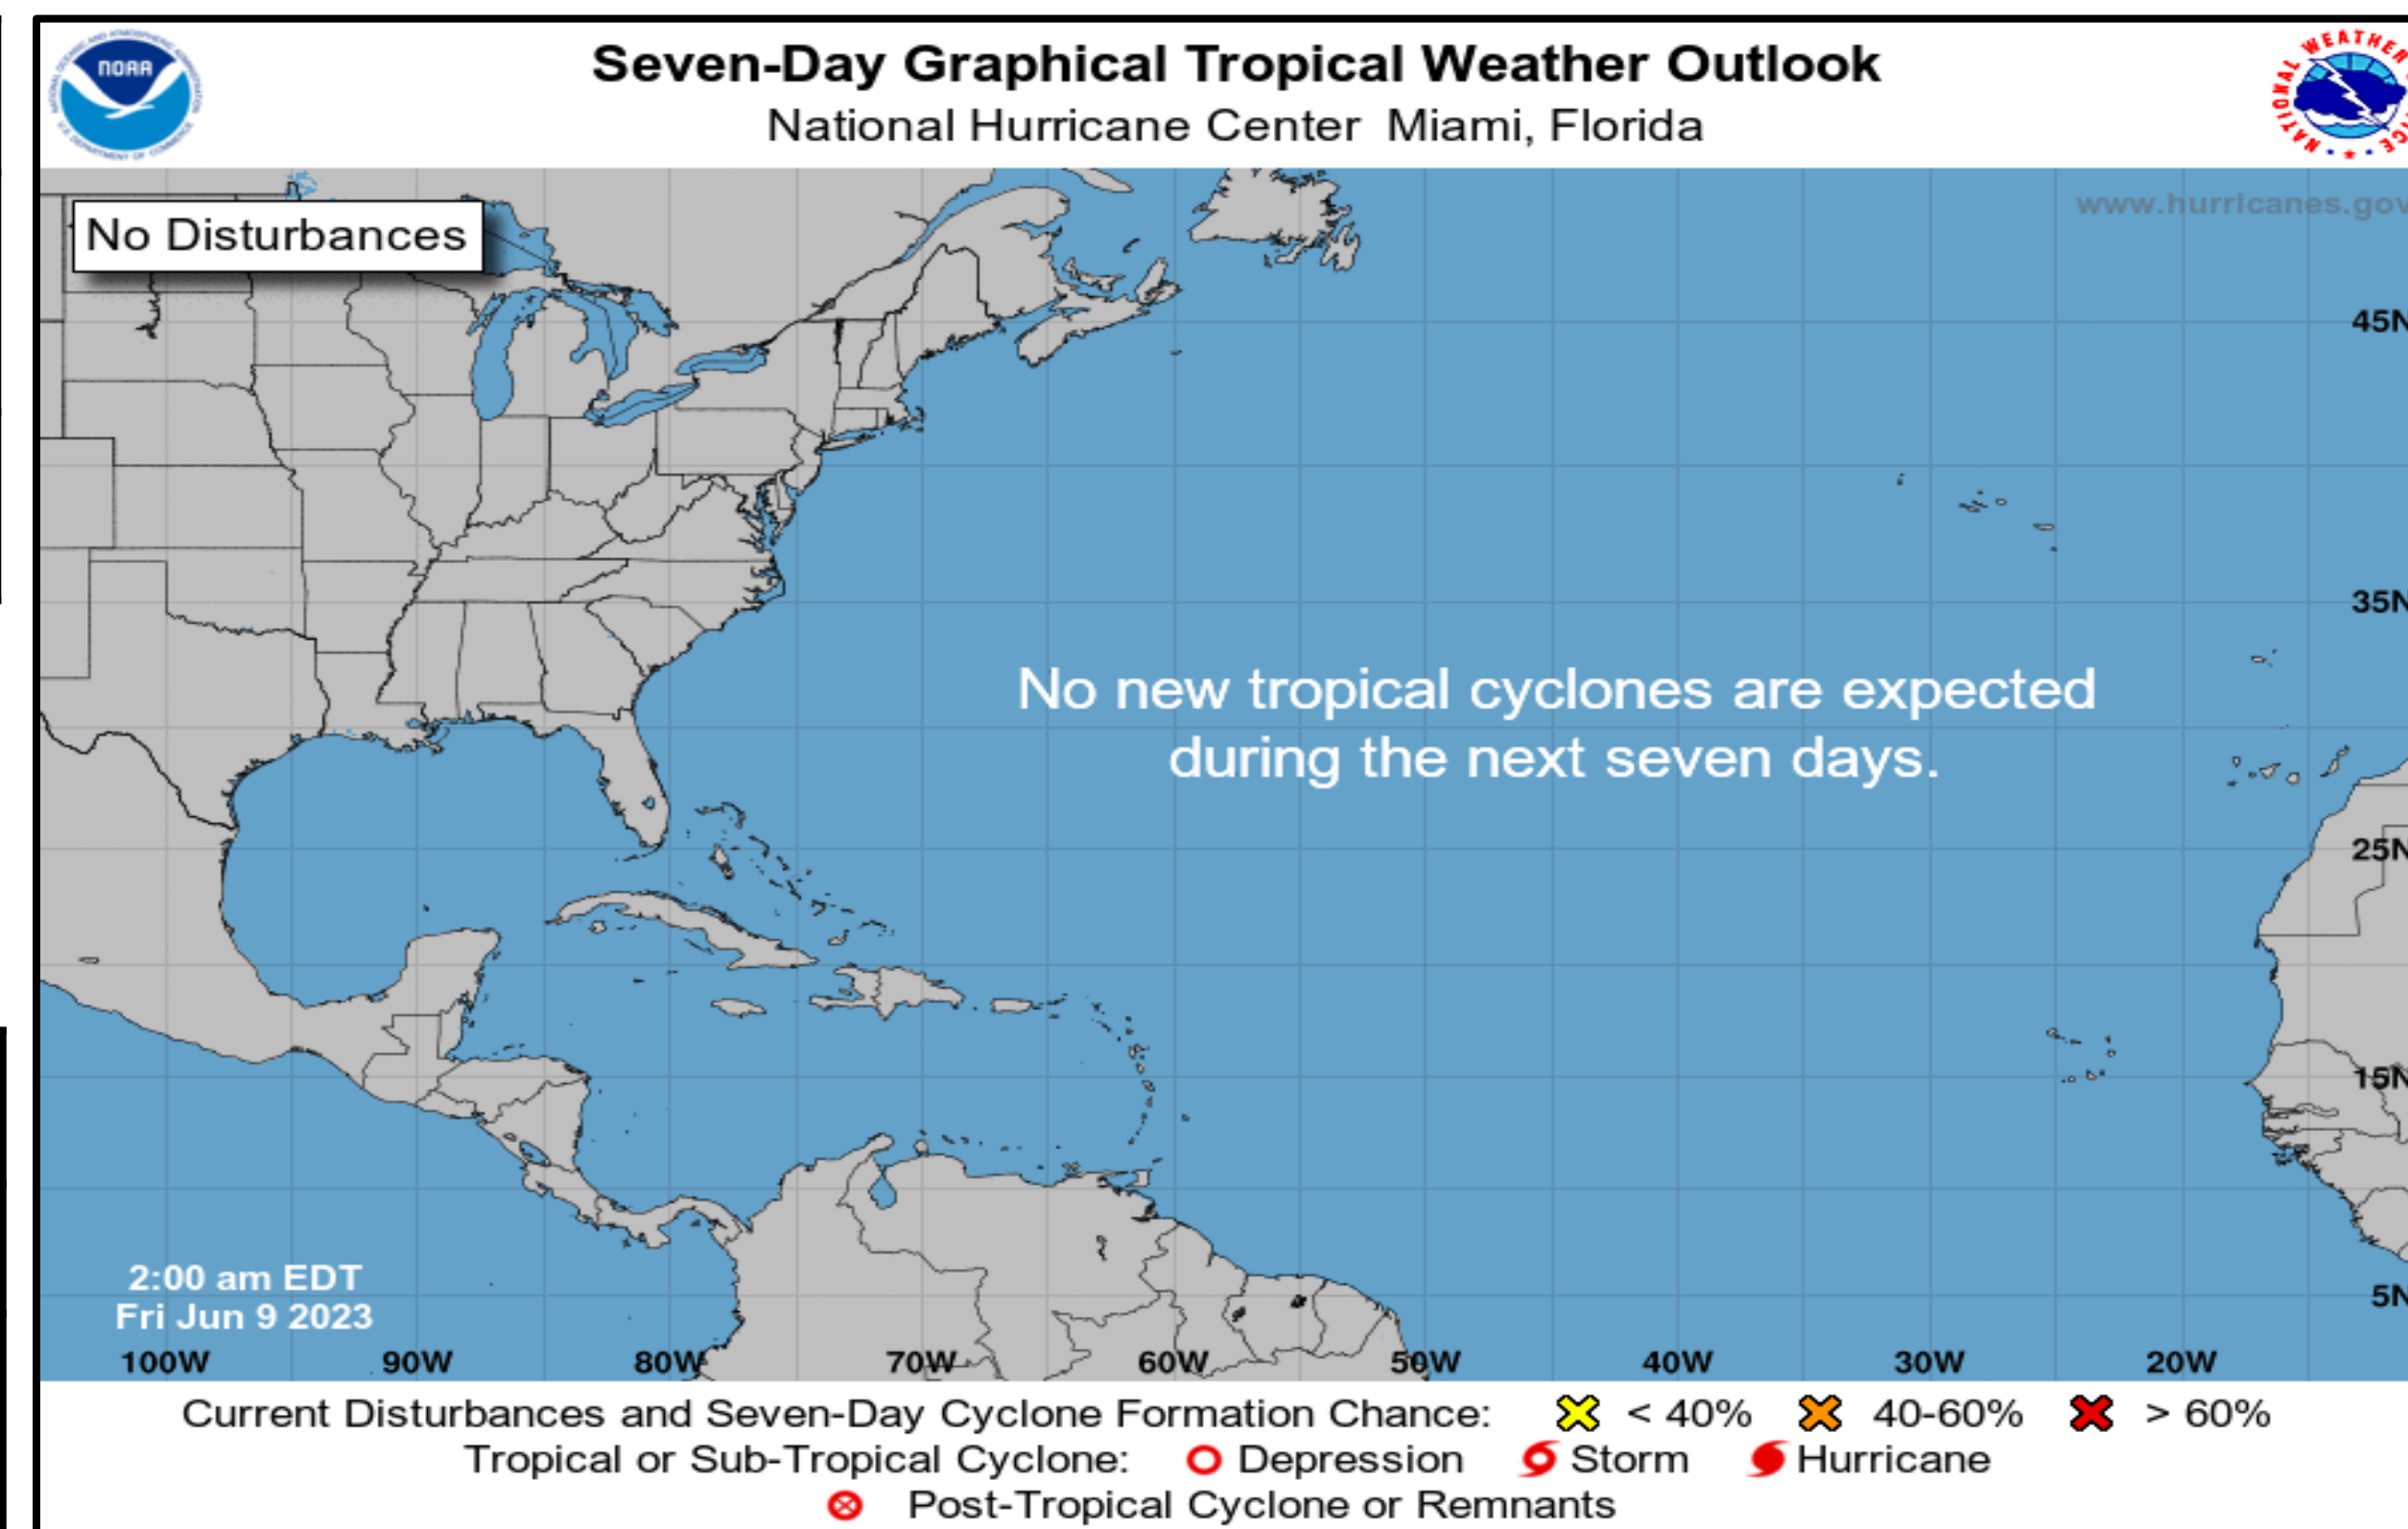 Seven-Day Graphical Tropical Weather Outlook
National Hurricane Center Miami, Florida
NOAA
NATIONAL WEATHER
www.hurricanes.gov
No Disturbances
45N
35N
No new tropical cyclones are expected
during the next seven days.
25N
15N
5N
2:00 am EDT
Fri Jun 9 2023
100W 90W 80W 70W 60W 50W 40W 30W 20W
Current Disturbances and Seven-Day Cyclone Formation Chance: < 40% 40-60% > 60%
Tropical or Sub-Tropical Cyclone: Depression Storm Hurricane
Post-Tropical Cyclone or Remnants